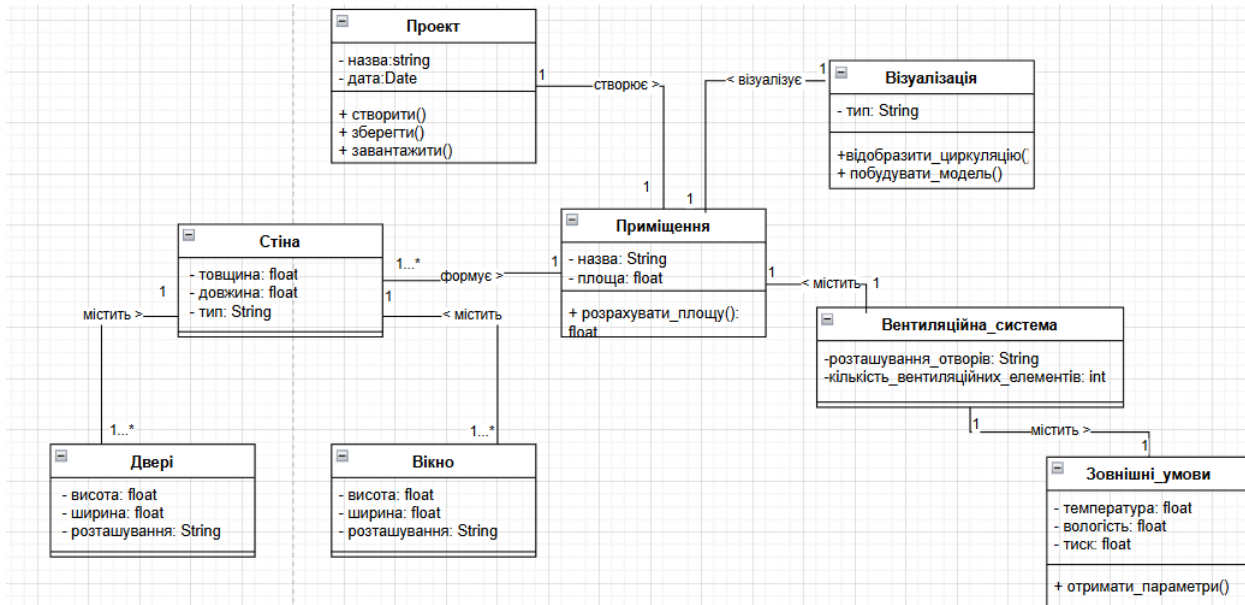 Проект
- назва:string
- дата:Date
+ створити()
+ зберегти()
+ завантажити()
1
створює >
1
< візуалізує
1
1
Візуалізація
- тип: String
+відобразити_циркуляцію()
+ побудувати_модель()
Стіна
- товщина: float
- довжина: float
- тип: String
1...*
формує >
1
Приміщення
- назва: String
- площа: float
+ розрахувати_площу():
float
1
< містить
1
Вентиляційна_система
-розташування_отворів: String
-кількість_вентиляційних_елементів: int
1
містить >
1
1
містить >
1...*
1
< містить
1...*
Двері
- висота: float
- ширина: float
- розташування: String
Вікно
- висота: float
- ширина: float
- розташування: String
Зовнішні_умови
- температура: float
- вологість: float
- тиск: float
+ отримати_параметри()